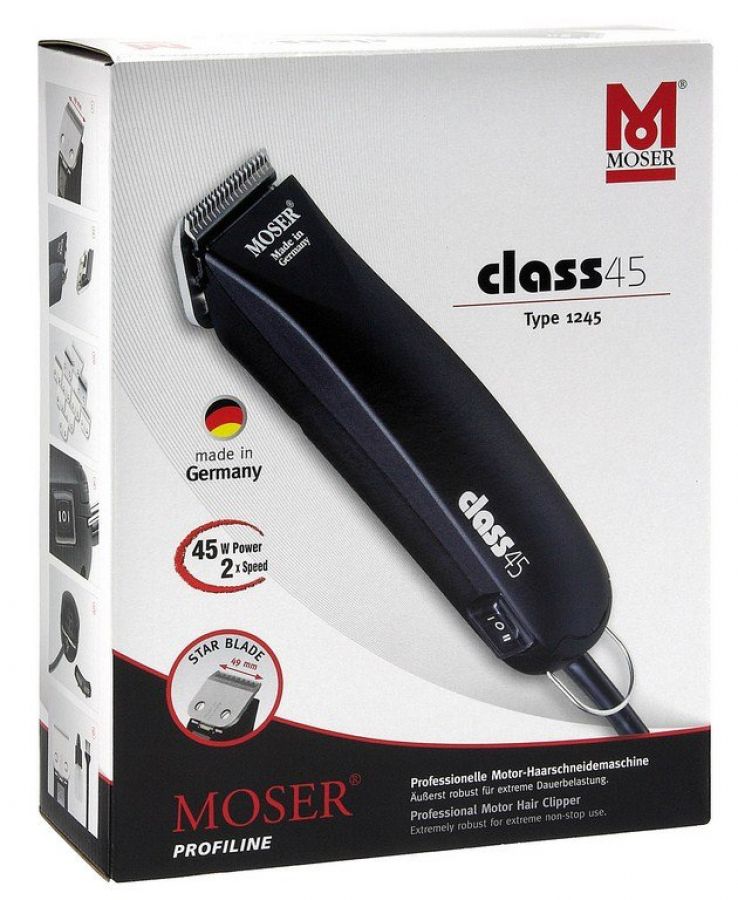 MOSER®
class45
Type 1245
MOSER
Made in
Germany
made in
Germany
class45
I O II
45 W Power
2 x Speed
STAR BLADE
49 mm
MOSER®
PROFILINE
Professionelle Motor-Haarschneidemaschine
Äußerst robust für extreme Dauerbelastung.
Professional Motor Hair Clipper
Extremely robust for extreme non-stop use.